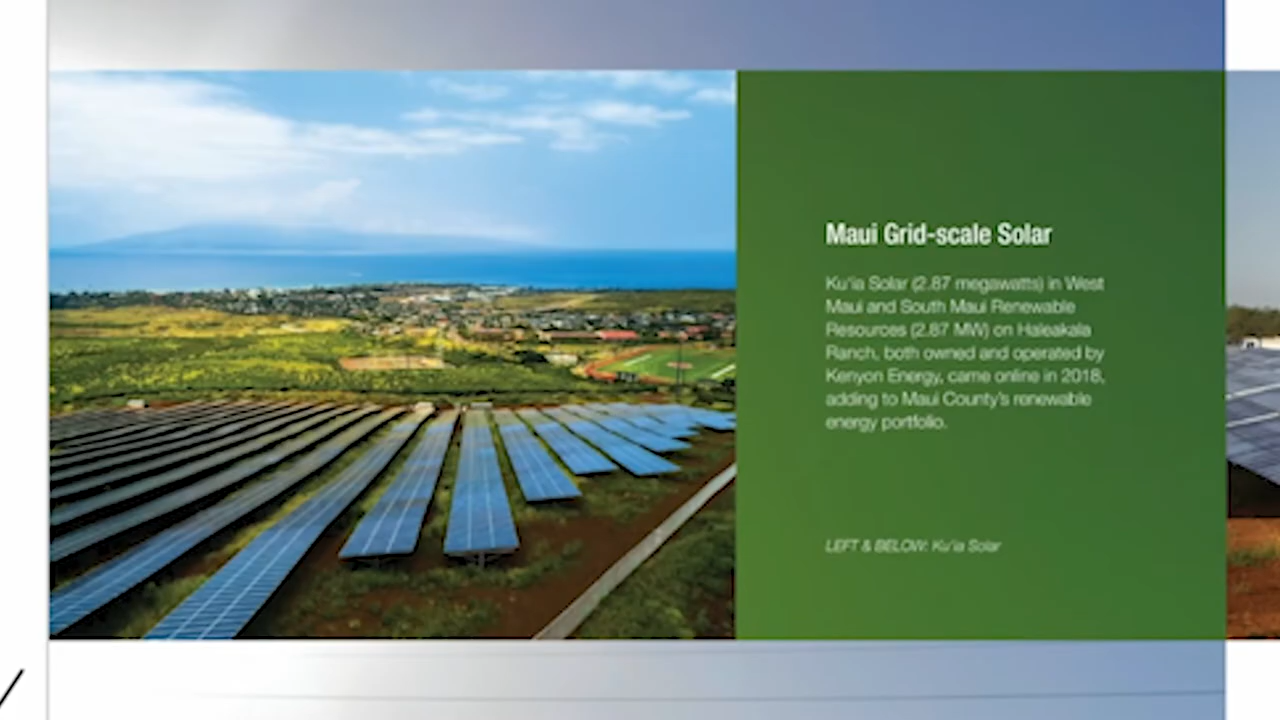 Maui Grid-scale Solar
Ku'ia Solar (2.87 megawatts) in West
Maui and South Maui Renewable
Resources (2.87 MW) on Haleakala
Ranch, both owned and operated by
Kenyon Energy, came online in 2018,
adding to Maui County's renewable
energy portfolio.
LEFT & BELOW: Ku'ia Solar